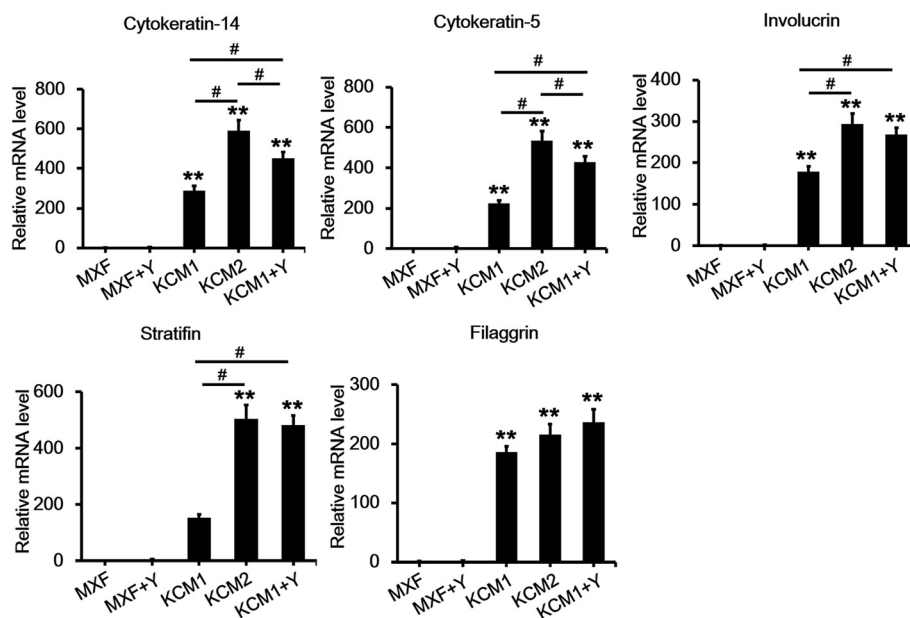 Cytokeratin-14
Relative mRNA level
800
600
400
200
0
#
#
#
**
**
**
MXF
MXF+Y
KCM1
KCM2
KCM1+Y
Cytokeratin-5
Relative mRNA level
800
600
400
200
0
#
#
#
**
**
**
MXF
MXF+Y
KCM1
KCM2
KCM1+Y
Involucrin
Relative mRNA level
400
300
200
100
0
#
#
**
**
**
MXF
MXF+Y
KCM1
KCM2
KCM1+Y
Stratifin
Relative mRNA level
600
400
200
0
#
#
**
**
MXF
MXF+Y
KCM1
KCM2
KCM1+Y
Filaggrin
Relative mRNA level
300
200
100
0
**
**
**
MXF
MXF+Y
KCM1
KCM2
KCM1+Y